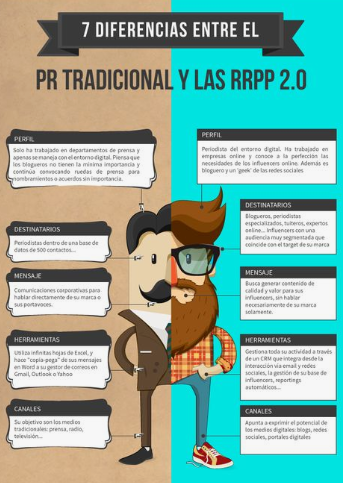 7 DIFERENCIAS ENTRE EL
PR TRADICIONAL Y LAS RRPP 2.0
PERFIL
Solo ha trabajado en departamentos de prensa y
apenas se maneja con el entorno digital. Piensa que
los blogueros no tienen la mínima importancia y
continúa convocando ruedas de prensa para
nombramientos o acuerdos sin importancia.
DESTINATARIOS
Periodistas dentro de una base de
datos de 500 contactos...
MENSAJE
Comunicaciones corporativas para
hablar directamente de su marca o
sus portavoces.
HERRAMIENTAS
Utiliza infinitas hojas de Excel, y
hace "copia-pega" de sus mensajes
en Word a su gestor de correos en
Gmail, Outlook o Yahoo
CANALES
Su objetivo son los medios
tradicionales: prensa, radio,
televisión...
PERFIL
Periodista del entorno digital. Ha trabajado en
empresas online y conoce a la perfección las
necesidades de los influencers online. Además es
bloguero y un 'geek' de las redes sociales
DESTINATARIOS
Blogueros, periodistas
especializados, tuiteros, expertos
online... Influencers con una
audiencia muy segmentada que
coincide con el target de su marca
MENSAJE
Busca generar contenido de
calidad y valor para sus
influencers, sin hablar
necesariamente de su marca
solamente.
HERRAMIENTAS
Gestiona toda su actividad a través
de un CRM que integra desde la
interacción vía email y redes
sociales, la gestión de su base de
influencers, reportings
automáticos...
CANALES
Apunta a exprimir el potencial de
los medios digitales: blogs, redes
sociales, portales digitales